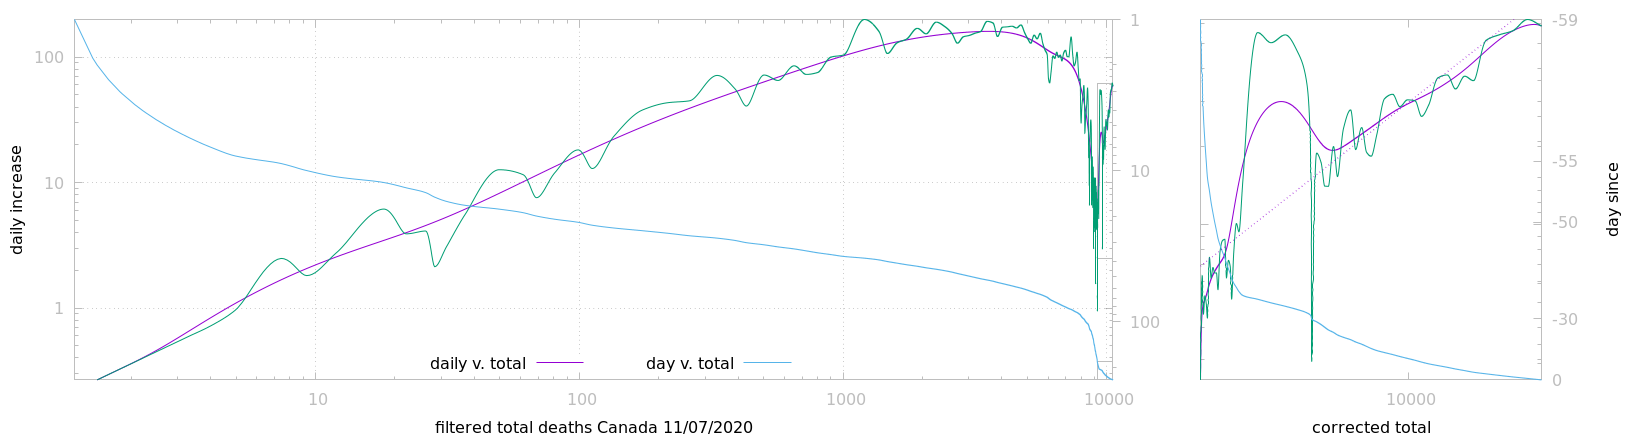 daily increase
100
10
1
daily v. total
day v. total
10
100
1000
10000
filtered total deaths Canada 11/07/2020
1
10
100
10000
corrected total
-59
-55
-50
-30
0
day since